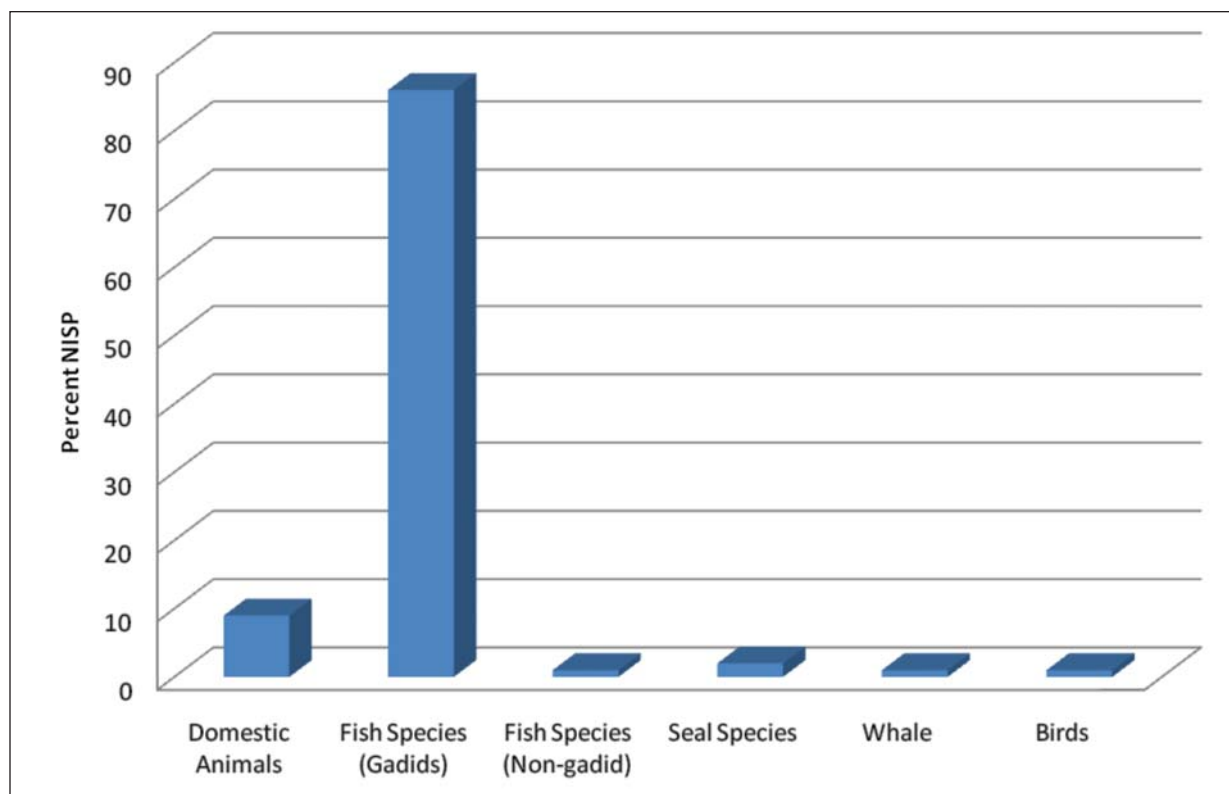 90
80
70
60
50
40
30
20
10
0
Percent NISP
Domestic
Animals
Fish Species
(Gadids)
Fish Species
(Non-gadid)
Seal Species
Whale
Birds